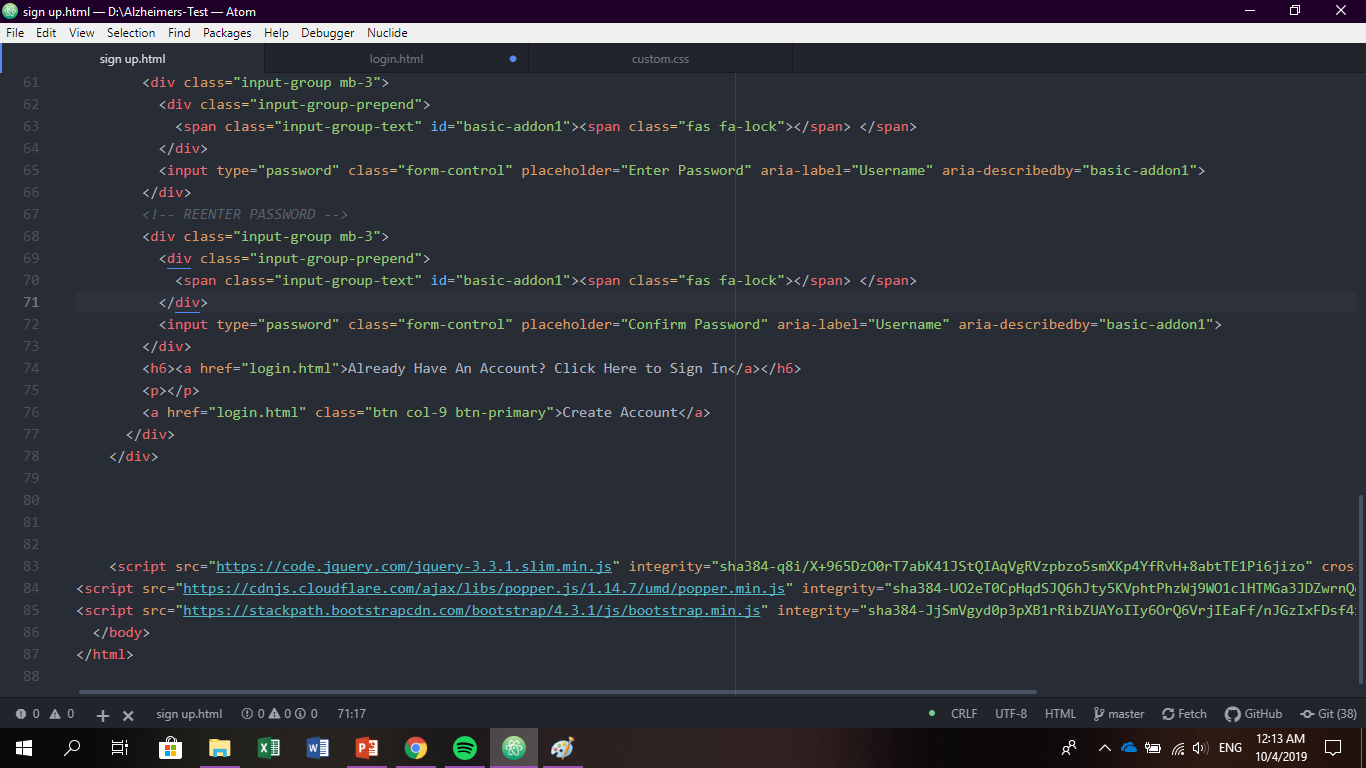 sign up.html — D:\Alzheimers-Test — Atom
File Edit View Selection Find Packages Help Debugger Nuclide
sign up.html login.html custom.css
61 <div class="input-group mb-3">
62 <div class="input-group-prepend">
63 <span class="input-group-text" id="basic-addon1"><span class="fas fa-lock"></span> </span>
64 </div>
65 <input type="password" class="form-control" placeholder="Enter Password" aria-label="Username" aria-describedby="basic-addon1">
66 </div>
67 <!-- REENTER PASSWORD -->
68 <div class="input-group mb-3">
69 <div class="input-group-prepend">
70 <span class="input-group-text" id="basic-addon1"><span class="fas fa-lock"></span> </span>
71 </div>
72 <input type="password" class="form-control" placeholder="Confirm Password" aria-label="Username" aria-describedby="basic-addon1">
73 </div>
74 <h6><a href="login.html">Already Have An Account? Click Here to Sign In</a></h6>
75 <p></p>
76 <a href="login.html" class="btn col-9 btn-primary">Create Account</a>
77 </div>
78 </div>
79
80
81
82
83 <script src="https://code.jquery.com/jquery-3.3.1.slim.min.js" integrity="sha384-q8i/X+965DzO0rT7abK41JStQIAqVgRVzpbzo5smXKp4YfRvH+8abtTE1Pi6jizo" cros
84 <script src="https://cdnjs.cloudflare.com/ajax/libs/popper.js/1.14.7/umd/popper.min.js" integrity="sha384-UO2eT0CpHqdSJQ6hJty5KVphtPhzWj9WO1clHTMGa3JDZwrnQ
85 <script src="https://stackpath.bootstrapcdn.com/bootstrap/4.3.1/js/bootstrap.min.js" integrity="sha384-JjSmVgyd0p3pXB1rRibZUAYoIIy6OrQ6VrjIEaFf/nJGzIxFDsf4
86 </body>
87 </html>
88
0 0 + × sign up.html 0 0 0 71:17 CRLF UTF-8 HTML master Fetch GitHub Git (38)
ENG 12:13 AM
10/4/2019